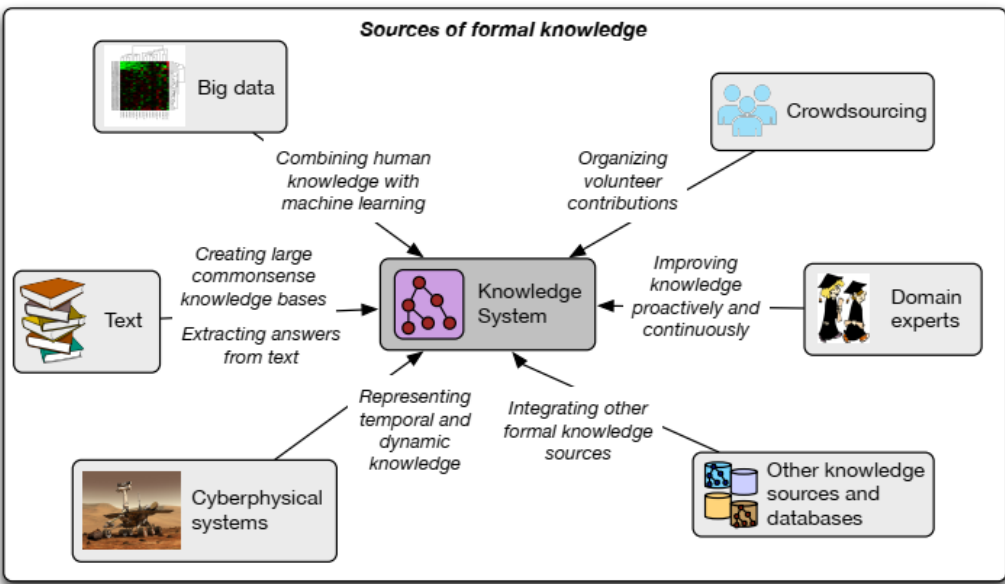 Sources of formal knowledge
Big data
Crowdsourcing
Combining human
knowledge with
machine learning
Organizing
volunteer
contributions
Creating large
commonsense
knowledge bases
Extracting answers
from text
Text
Knowledge
System
Improving
knowledge
proactively and
continuously
Domain
experts
Representing
temporal and
dynamic
knowledge
Integrating other
formal knowledge
sources
Cyberphysical
systems
Other knowledge
sources and
databases